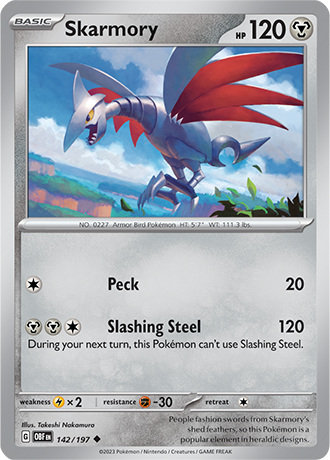 BASIC
Skarmory
HP 120
NO. 0227 Armor Bird Pokémon HT: 5'7" WT: 111.3 lbs.
Peck 20
Slashing Steel 120
During your next turn, this Pokémon can't use Slashing Steel.
weakness ×2 resistance -30 retreat
Illus. Takeshi Nakamura
G OBF EN 142/197
People fashion swords from Skarmory's
shed feathers, so this Pokémon is a
popular element in heraldic designs.
©2023 Pokémon / Nintendo / Creatures / GAME FREAK